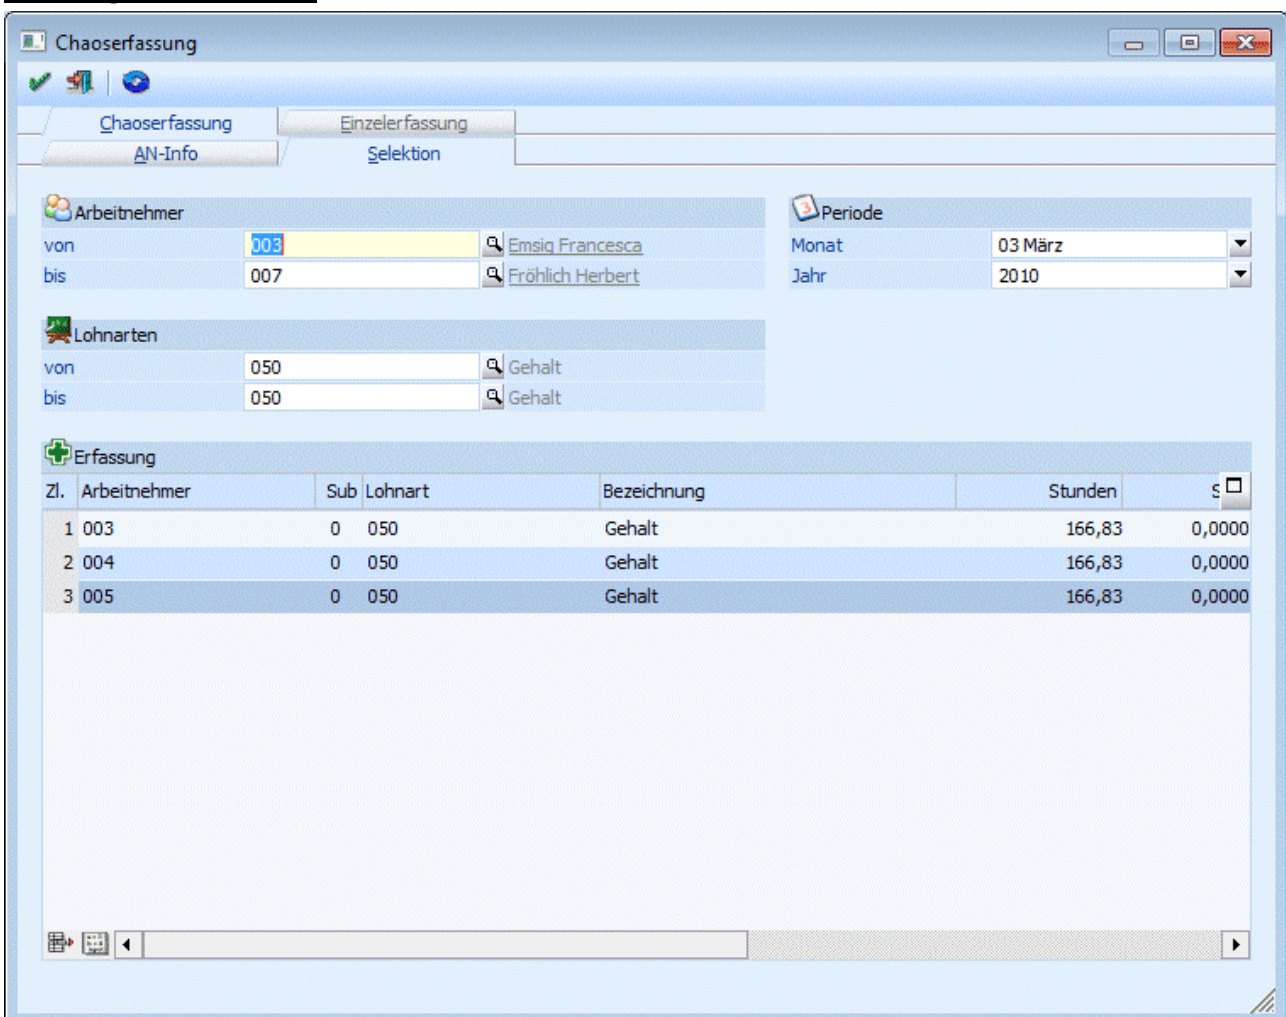 Chaoserfassung
Chaoserfassung Einzelerfassung
AN-Info Selektion
Arbeitnehmer Periode
von 003 Emsig Francesca Monat 03 März
bis 007 Fröhlich Herbert Jahr 2010
Lohnarten
von 050 Gehalt
bis 050 Gehalt
Erfassung
Zl. Arbeitnehmer Sub Lohnart Bezeichnung Stunden
1 003 0 050 Gehalt 166,83 0,0000
2 004 0 050 Gehalt 166,83 0,0000
3 005 0 050 Gehalt 166,83 0,0000